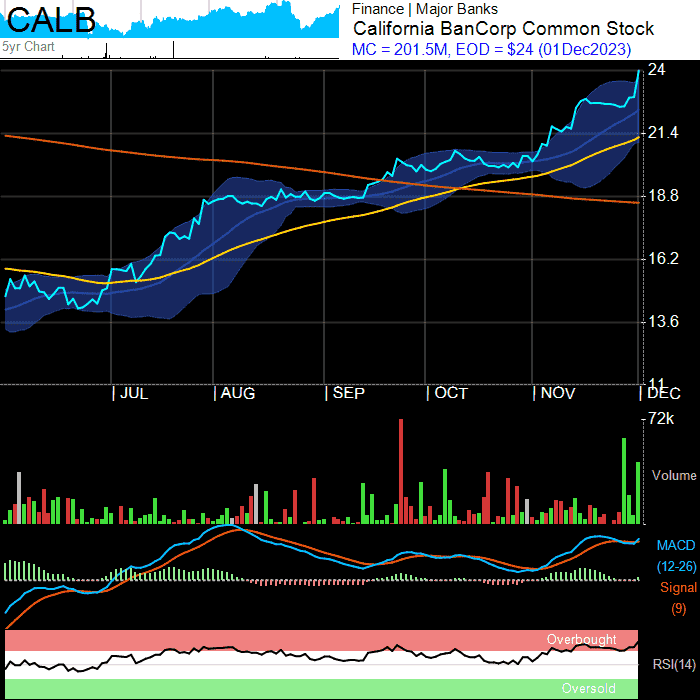 CALB
5yr Chart
Finance | Major Banks
California BanCorp Common Stock
MC = 201.5M, EOD = $24 (01Dec2023)
24
21.4
18.8
16.2
13.6
11
JUL AUG SEP OCT NOV DEC
72k
Volume
MACD
(12-26)
Signal
(9)
Overbought
RSI(14)
Oversold